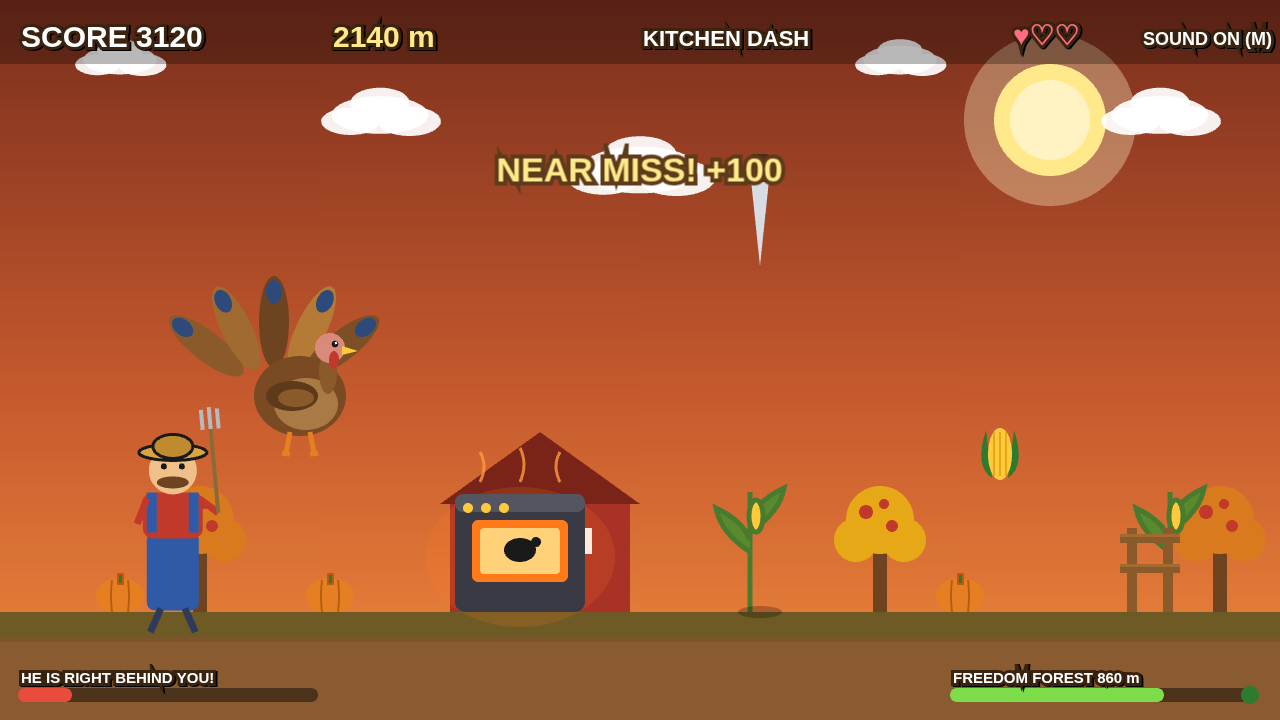 SCORE 3120
2140 m
KITCHEN DASH
♥♡♡
SOUND ON (M)
NEAR MISS! +100
HE IS RIGHT BEHIND YOU!
FREEDOM FOREST 860 m